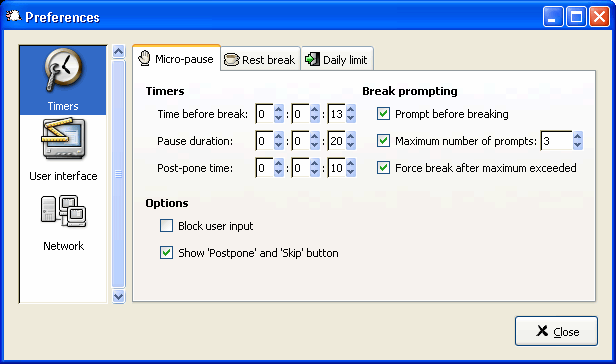 Preferences
Timers
User interface
Network
Micro-pause
Rest break
Daily limit
Timers
Time before break: 0 : 0 : 13
Pause duration: 0 : 0 : 20
Post-pone time: 0 : 0 : 10
Break prompting
Prompt before breaking
Maximum number of prompts: 3
Force break after maximum exceeded
Options
Block user input
Show 'Postpone' and 'Skip' button
Close